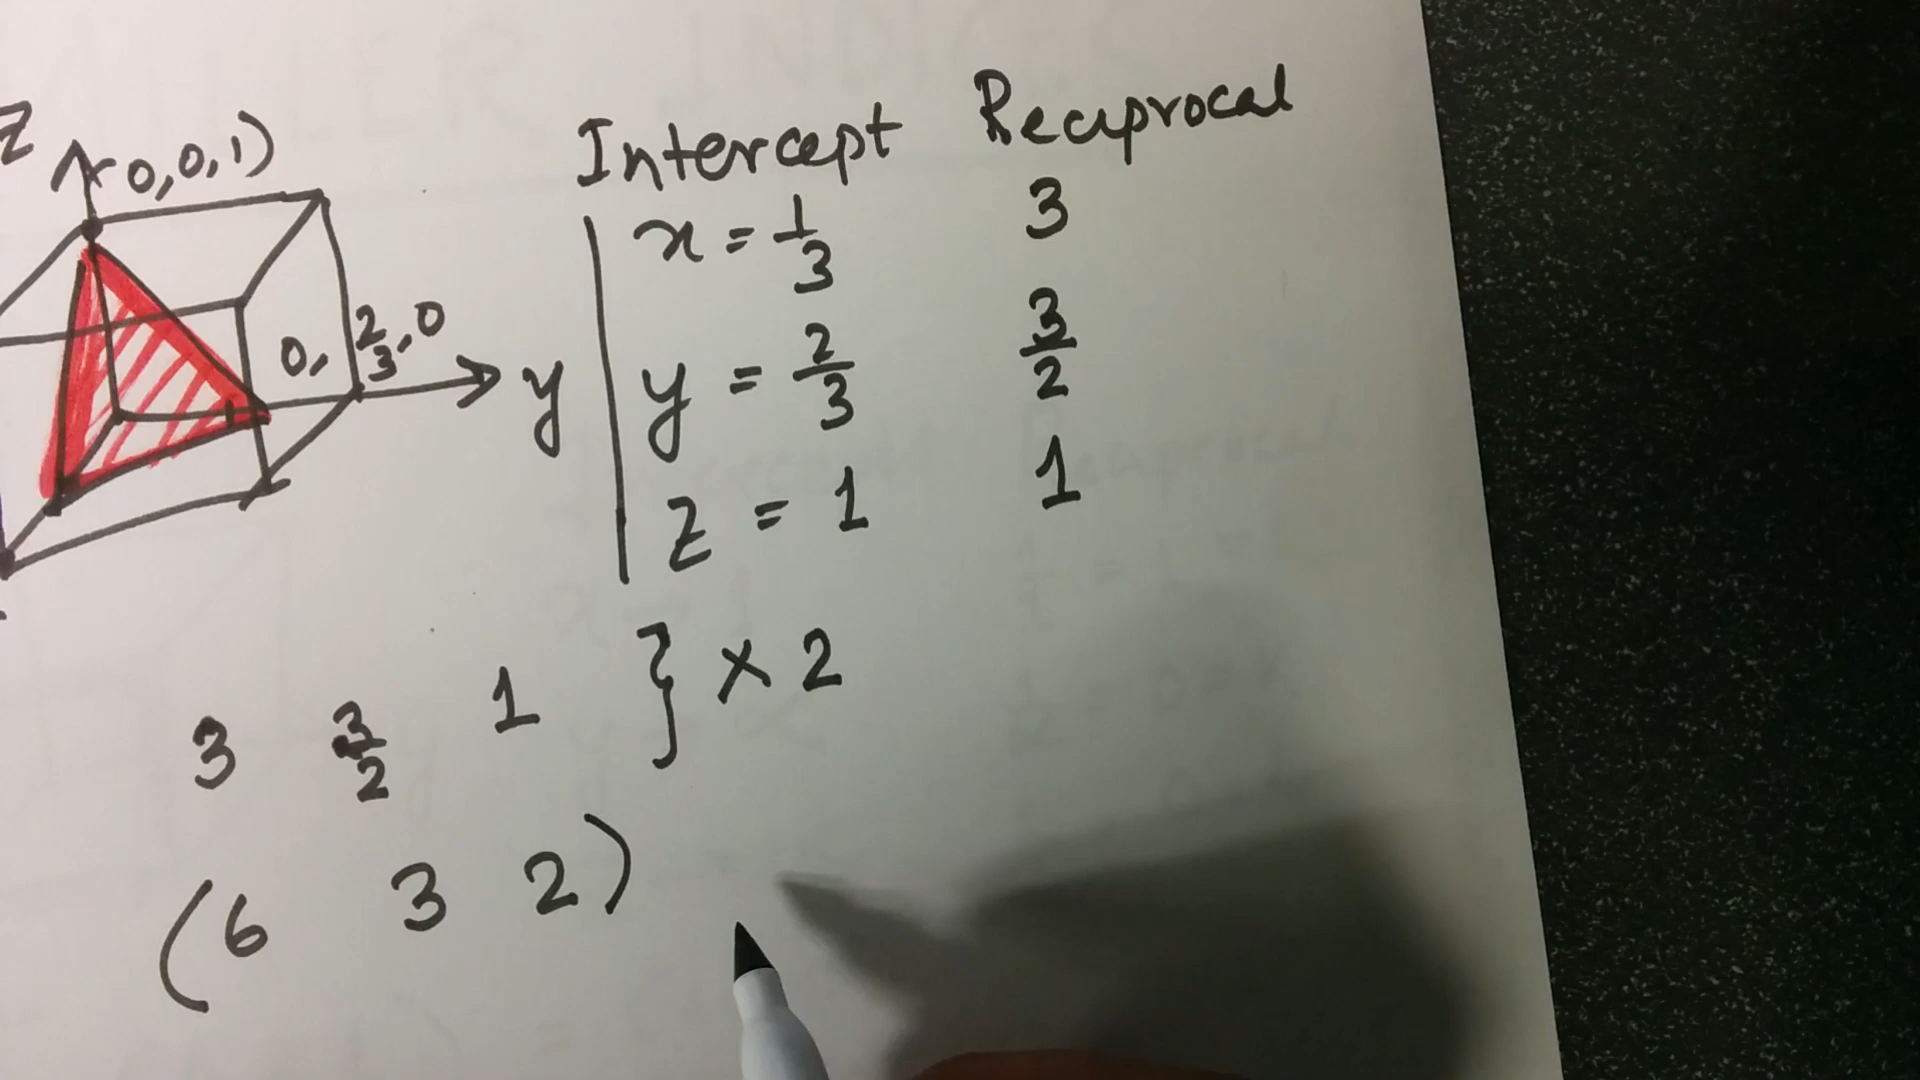 Z
(0,0,1)
Intercept Reciprocal
x = 1/3 3
0, 2/3, 0
y
y = 2/3 3/2
z = 1 1
3 3/2 1 } × 2
(6 3 2)